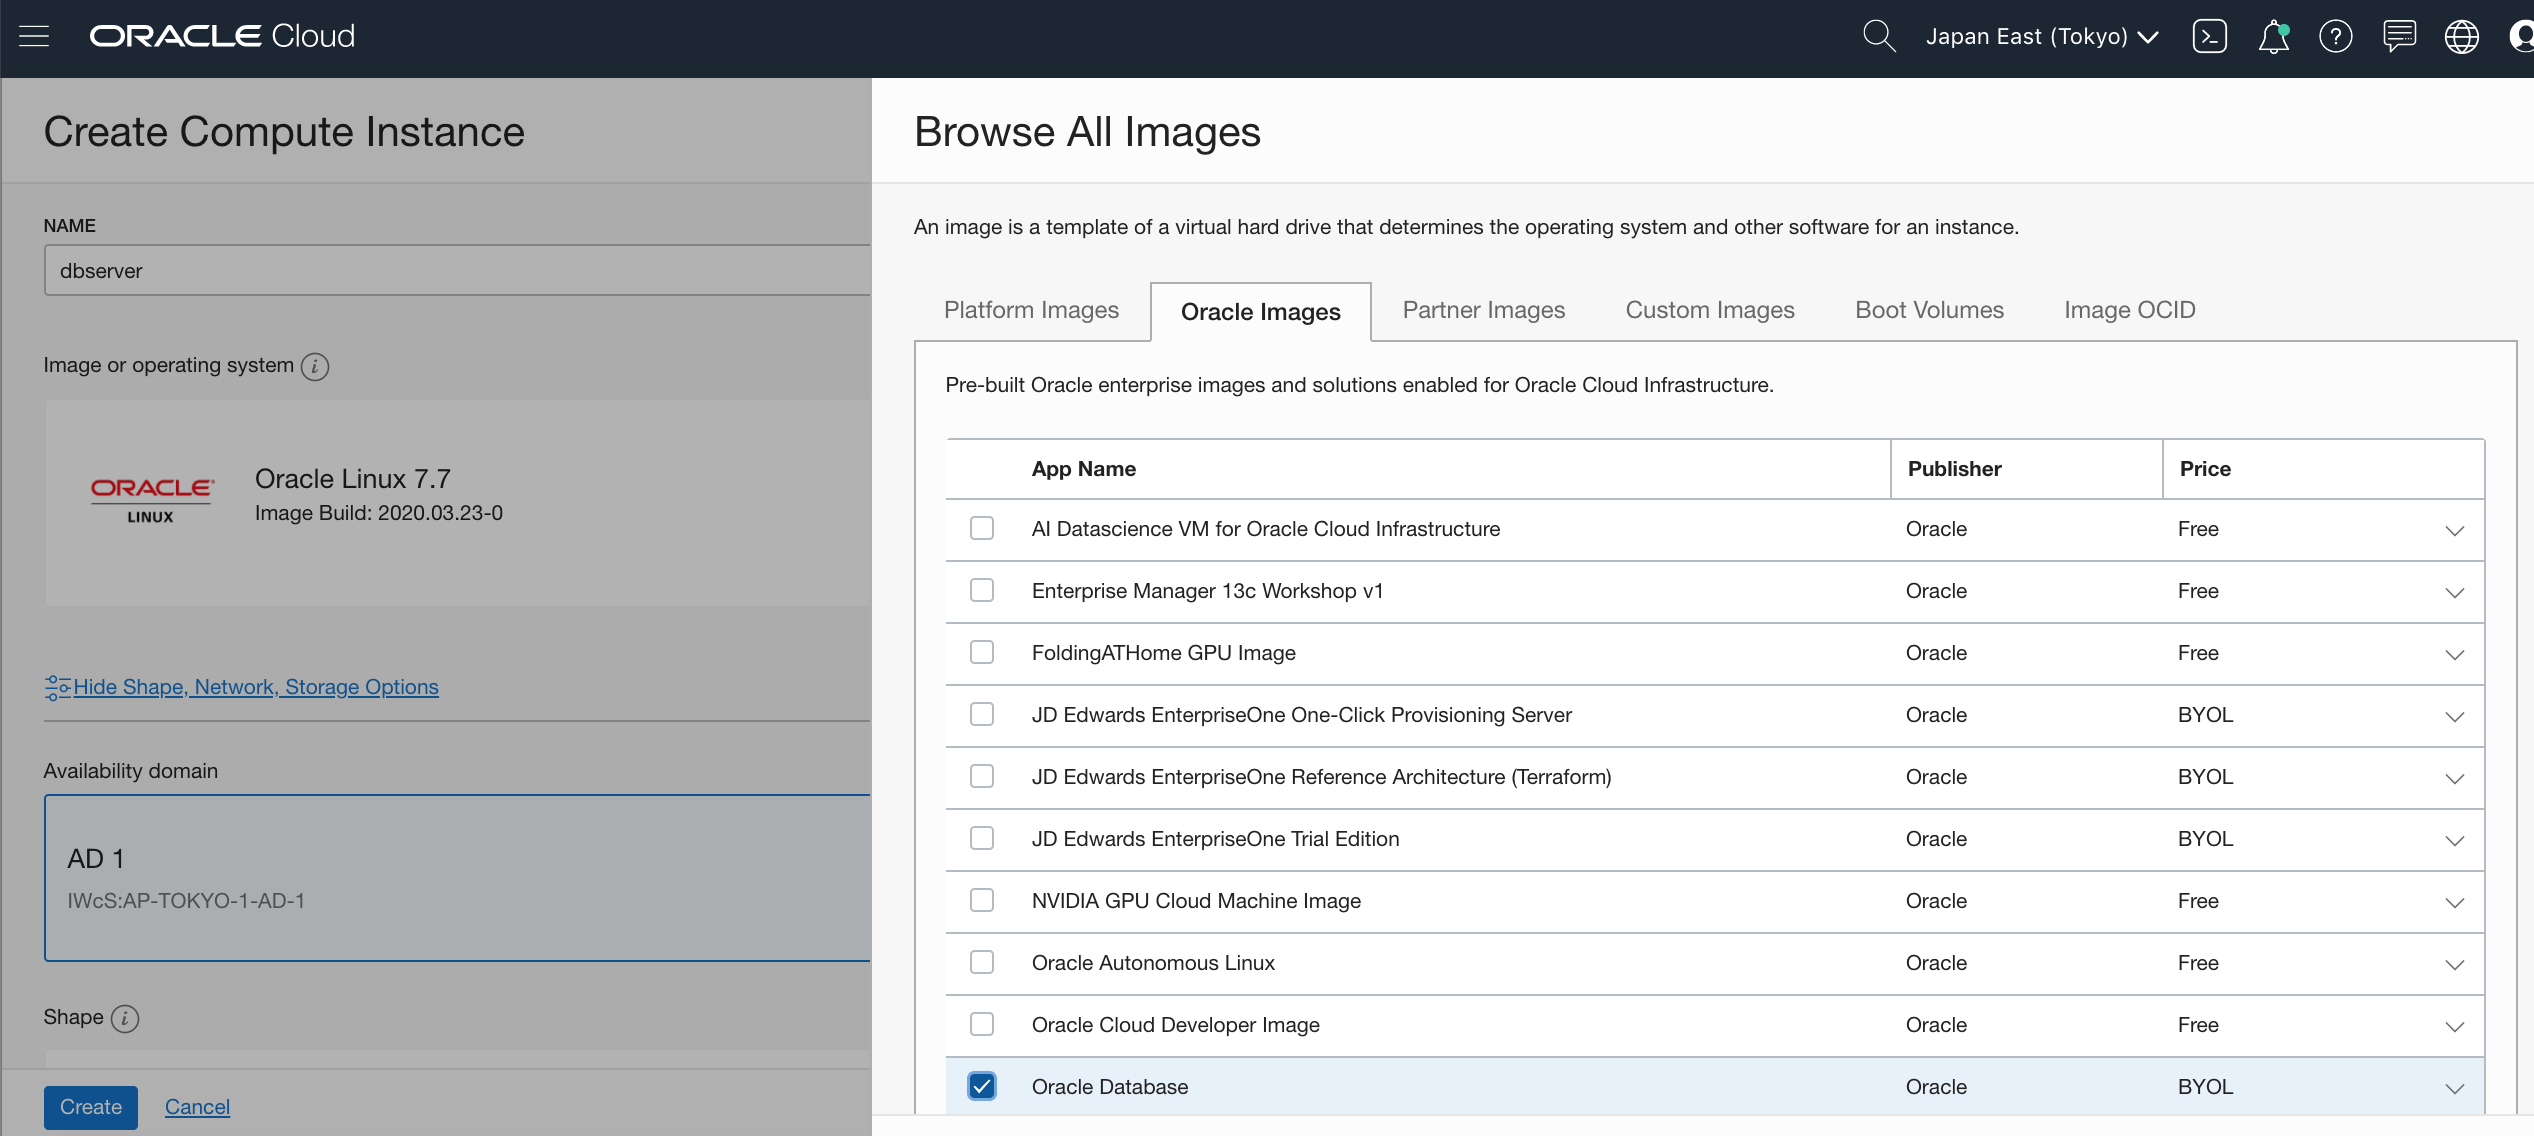 ORACLE Cloud
Japan East (Tokyo)
Create Compute Instance
NAME
dbserver
Image or operating system
ORACLE
LINUX
Oracle Linux 7.7
Image Build: 2020.03.23-0
Hide Shape, Network, Storage Options
Availability domain
AD 1
IWcS:AP-TOKYO-1-AD-1
Shape
Create Cancel
Browse All Images
An image is a template of a virtual hard drive that determines the operating system and other software for an instance.
Platform Images Oracle Images Partner Images Custom Images Boot Volumes Image OCID
Pre-built Oracle enterprise images and solutions enabled for Oracle Cloud Infrastructure.
App Name Publisher Price
AI Datascience VM for Oracle Cloud Infrastructure Oracle Free
Enterprise Manager 13c Workshop v1 Oracle Free
FoldingATHome GPU Image Oracle Free
JD Edwards EnterpriseOne One-Click Provisioning Server Oracle BYOL
JD Edwards EnterpriseOne Reference Architecture (Terraform) Oracle BYOL
JD Edwards EnterpriseOne Trial Edition Oracle BYOL
NVIDIA GPU Cloud Machine Image Oracle Free
Oracle Autonomous Linux Oracle Free
Oracle Cloud Developer Image Oracle Free
Oracle Database Oracle BYOL